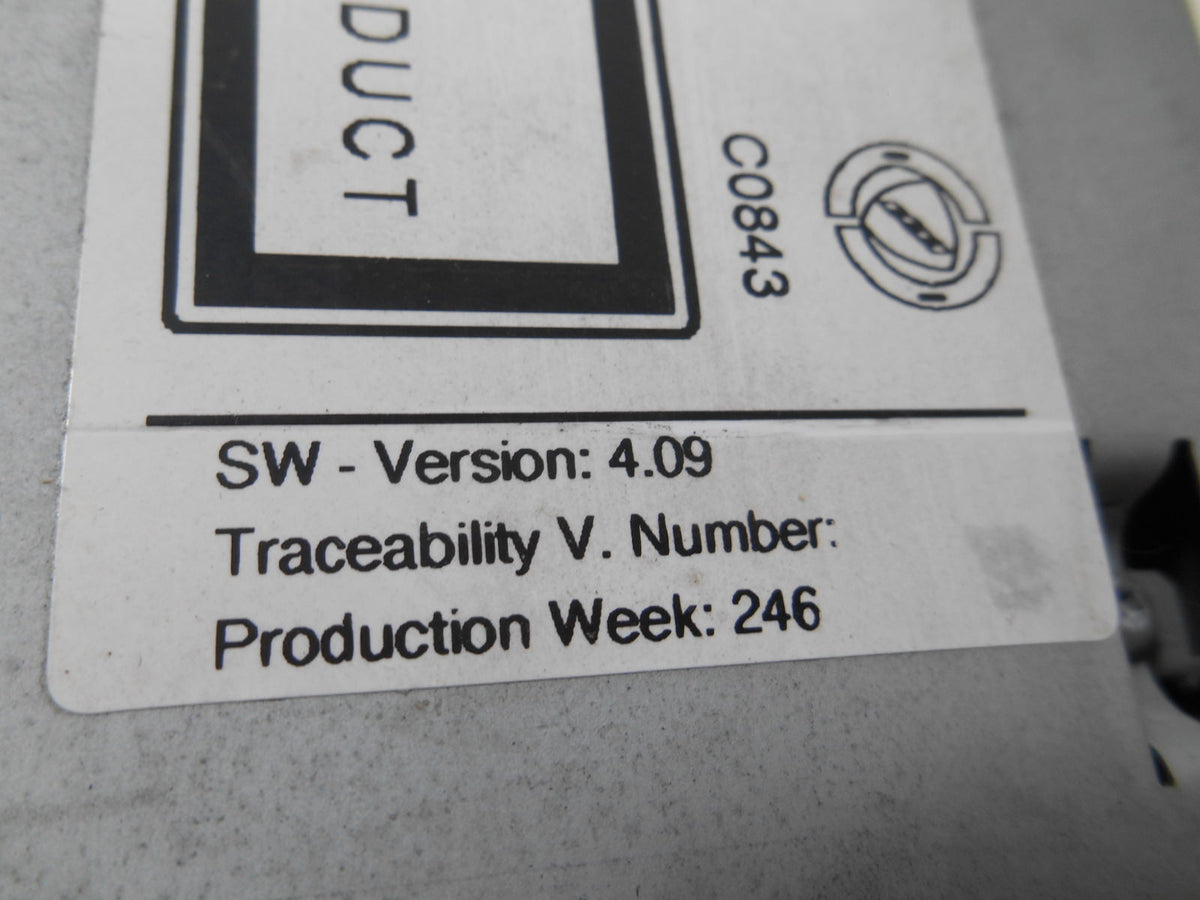 DUCT
C0843
SW - Version: 4.09
Traceability V. Number:
Production Week: 246